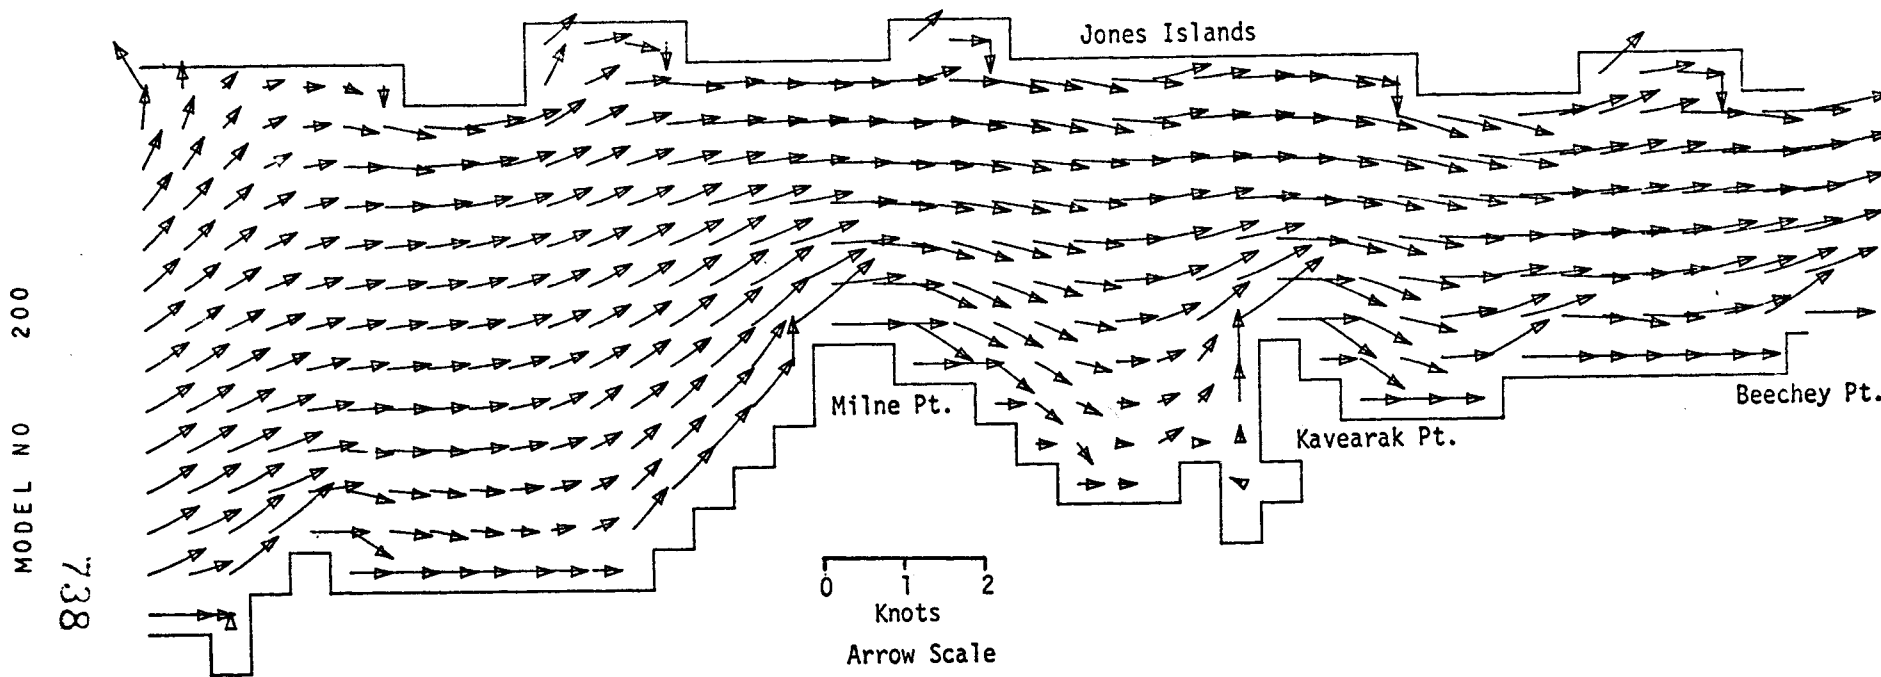 Jones Islands
MODEL NO 200
738
Milne Pt.
Kavearak Pt.
Beechey Pt.
0 1 2
Knots
Arrow Scale